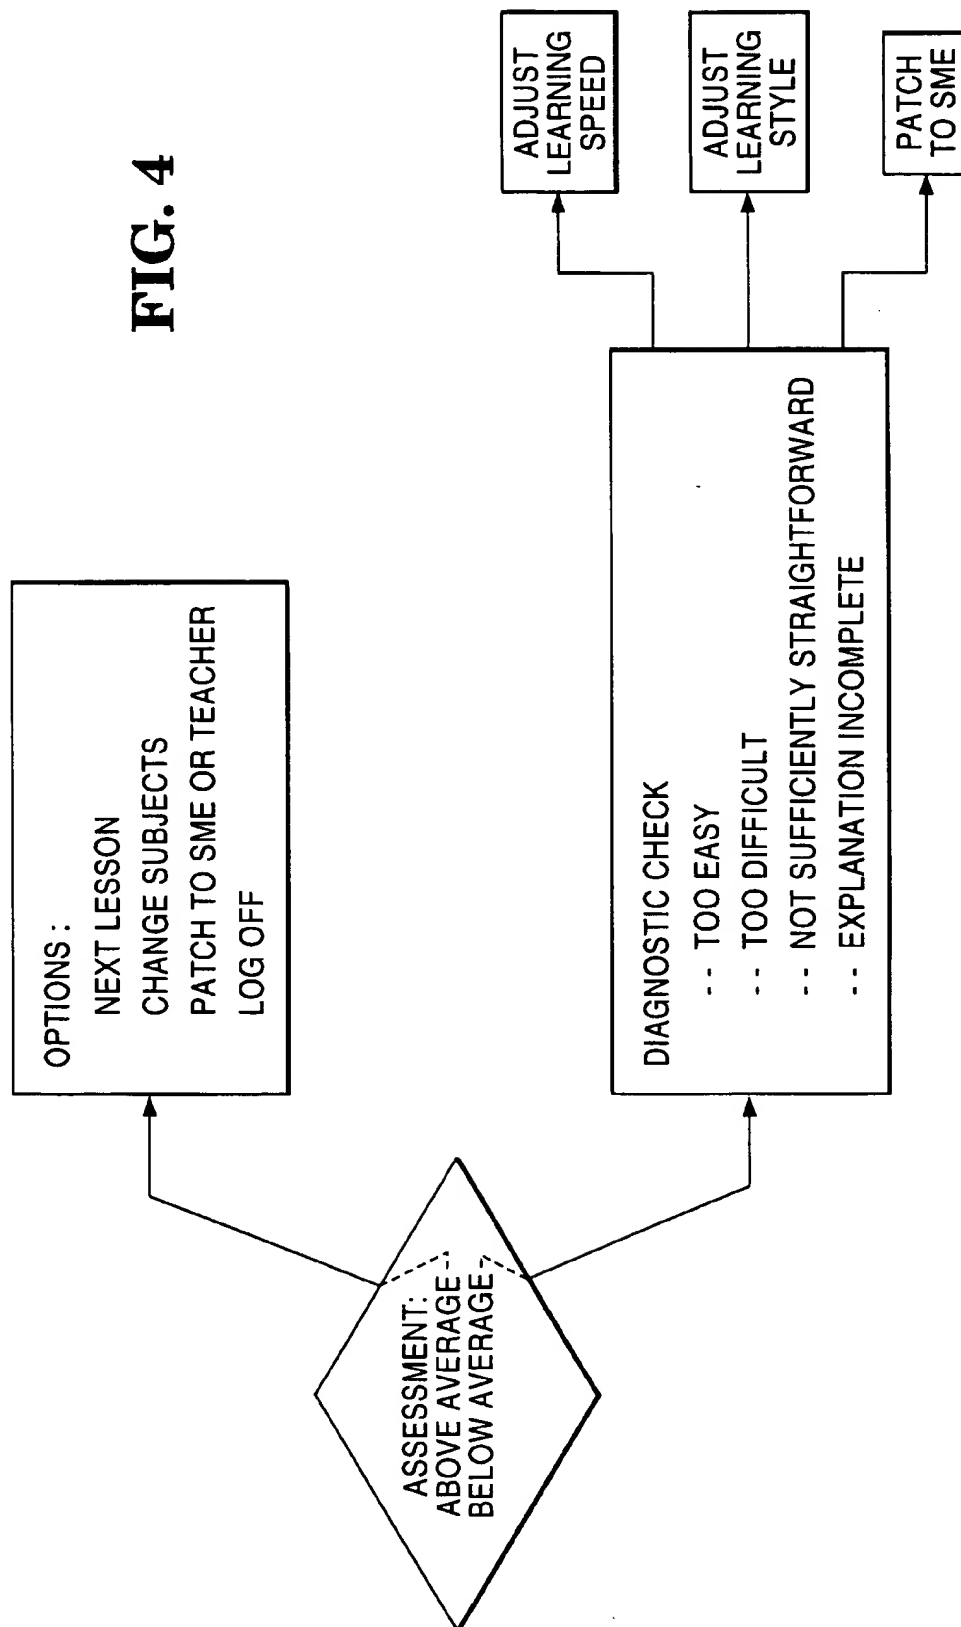 FIG. 4
OPTIONS :
NEXT LESSON
CHANGE SUBJECTS
PATCH TO SME OR TEACHER
LOG OFF
ASSESSMENT:
ABOVE AVERAGE
BELOW AVERAGE
DIAGNOSTIC CHECK
-- TOO EASY
-- TOO DIFFICULT
-- NOT SUFFICIENTLY STRAIGHTFORWARD
-- EXPLANATION INCOMPLETE
ADJUST
LEARNING
SPEED
ADJUST
LEARNING
STYLE
PATCH
TO SME